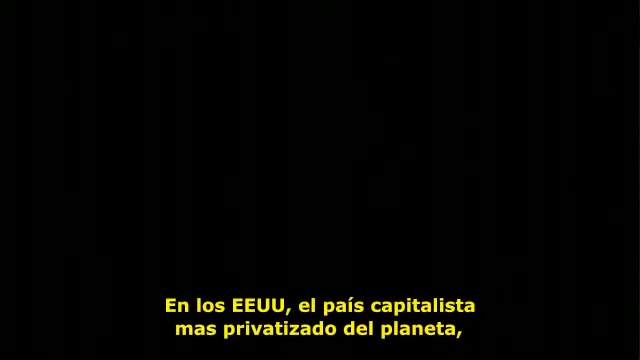 En los EEUU, el país capitalista
mas privatizado del planeta,